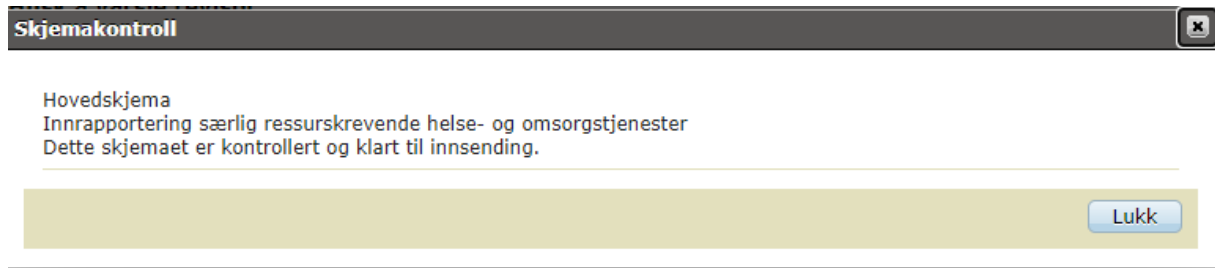 Skjemakontroll
Hovedskjema
Innrapportering særlig ressurskrevende helse- og omsorgstjenester
Dette skjemaet er kontrollert og klart til innsending.
Lukk